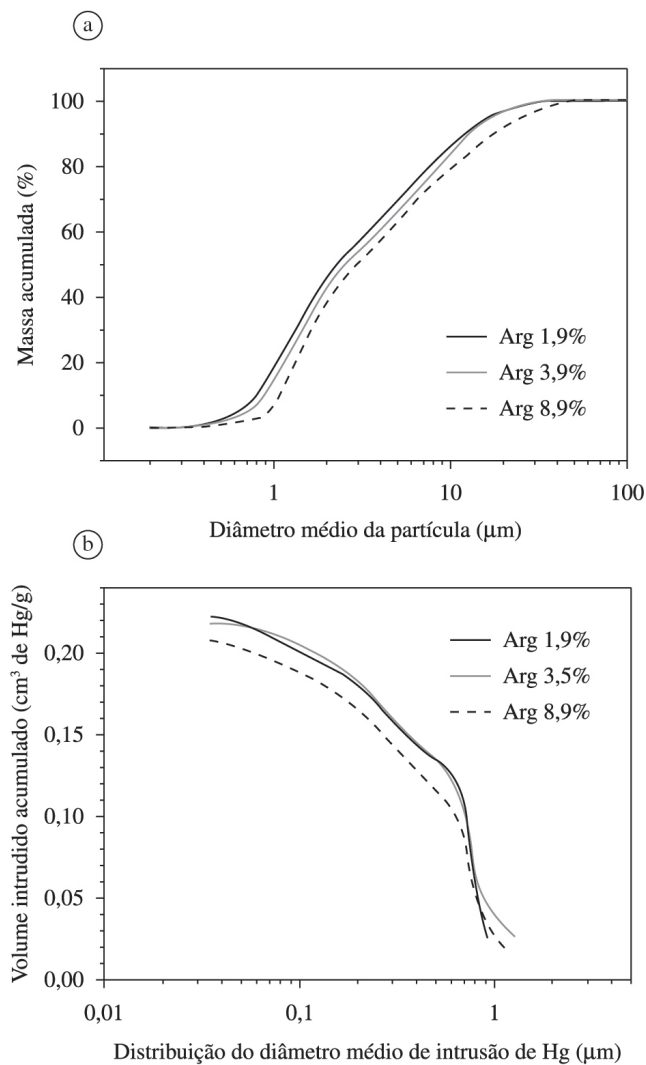 a
Massa acumulada (%)
100
80
60
40
20
0
Arg 1,9%
Arg 3,9%
Arg 8,9%
1
10
100
Diâmetro médio da partícula (μm)
b
Volume intrudido acumulado (cm³ de Hg/g)
0,20
0,15
0,10
0,05
0,00
Arg 1,9%
Arg 3,5%
Arg 8,9%
0,01
0,1
1
Distribuição do diâmetro médio de intrusão de Hg (μm)